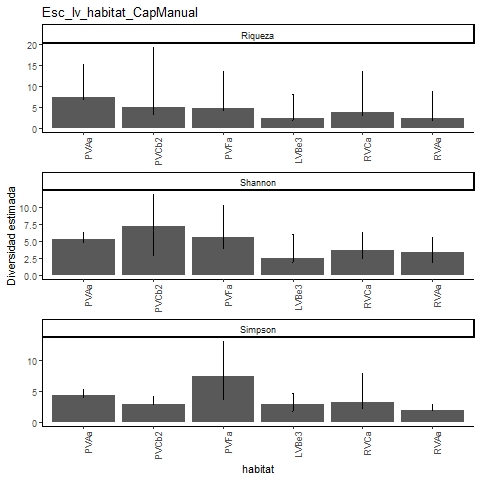 Esc_lv_habitat_CapManual
Riqueza
20
15
10
5
0
PVAa
PVCb2
PVFa
LVBe3
RVCa
RVAa
Shannon
10.0
7.5
5.0
2.5
0.0
PVAa
PVCb2
PVFa
LVBe3
RVCa
RVAa
Simpson
10
5
0
PVAa
PVCb2
PVFa
LVBe3
RVCa
RVAa
Diversidad estimada
habitat